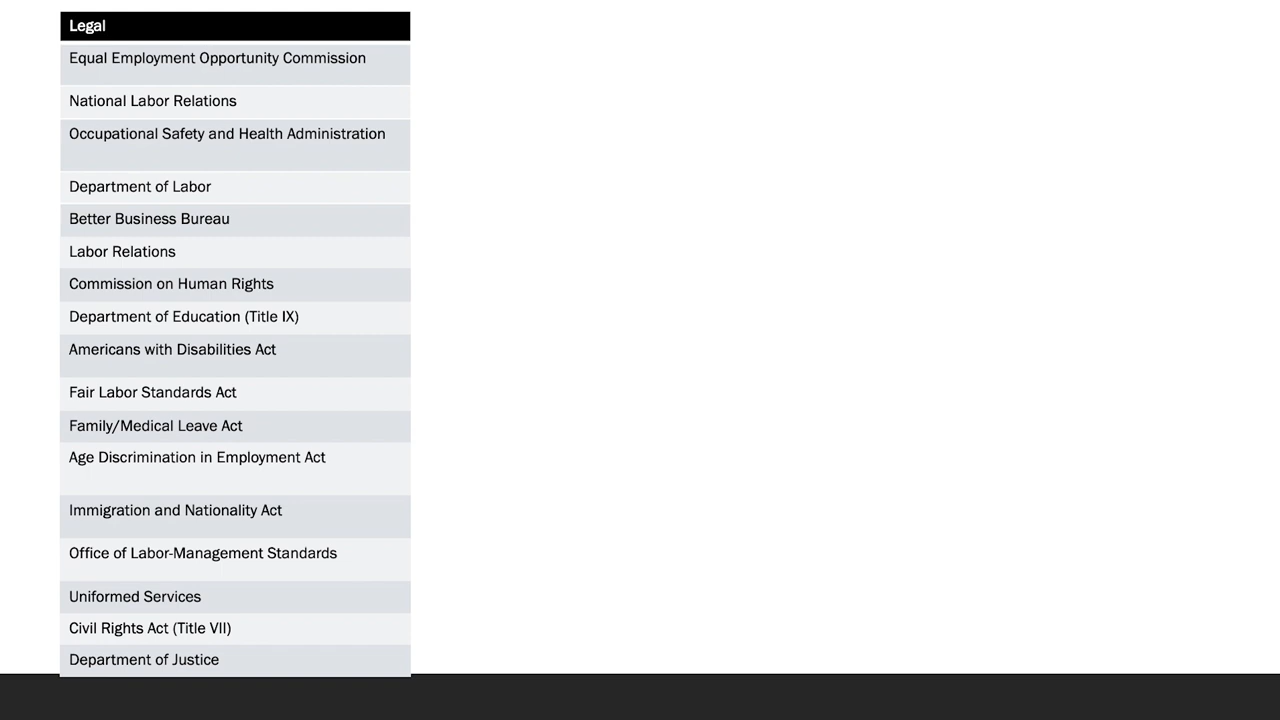 Legal
Equal Employment Opportunity Commission
National Labor Relations
Occupational Safety and Health Administration
Department of Labor
Better Business Bureau
Labor Relations
Commission on Human Rights
Department of Education (Title IX)
Americans with Disabilities Act
Fair Labor Standards Act
Family/Medical Leave Act
Age Discrimination in Employment Act
Immigration and Nationality Act
Office of Labor-Management Standards
Uniformed Services
Civil Rights Act (Title VII)
Department of Justice